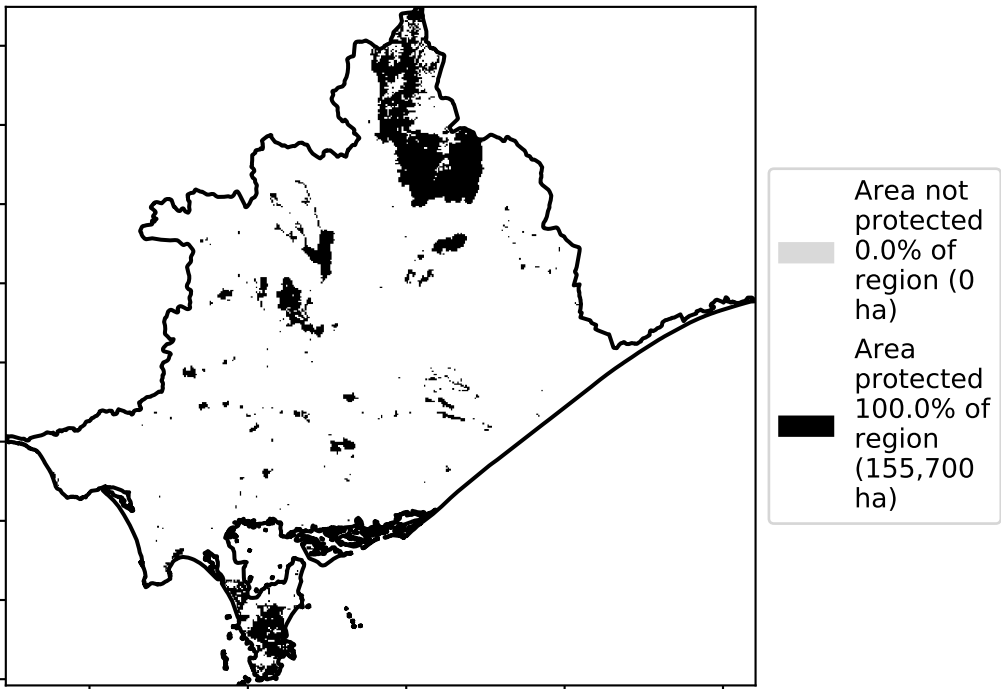 Area not
protected
0.0% of
region (0
ha)
Area
protected
100.0% of
region
(155,700
ha)